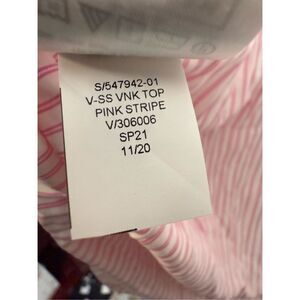 S/547942-01
V-SS VNK TOP
PINK STRIPE
V/306006
SP21
11/20